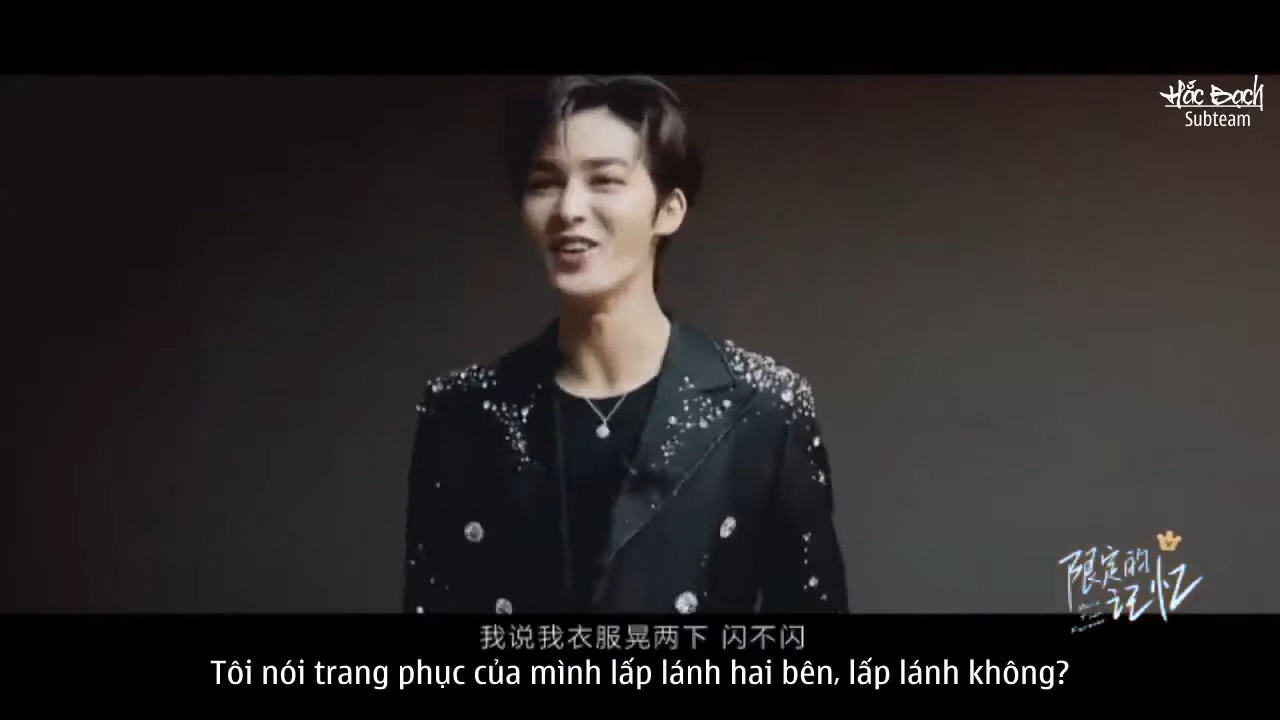 Hắc Bạch
Subteam
限定的
记忆
Forever
我说我衣服晃两下 闪不闪
Tôi nói trang phục của mình lấp lánh hai bên, lấp lánh không?